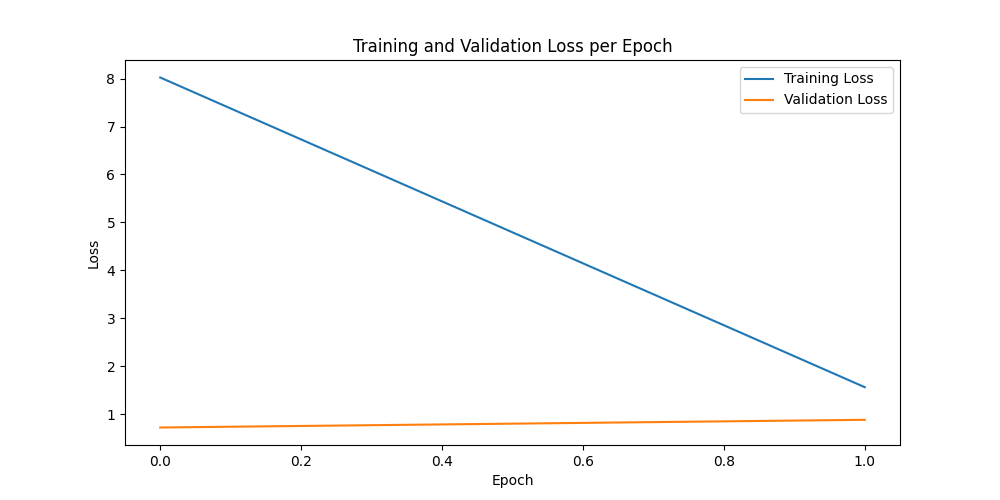 Training and Validation Loss per Epoch
Training Loss
Validation Loss
8
7
6
5
4
3
2
1
Loss
0.0 0.2 0.4 0.6 0.8 1.0
Epoch